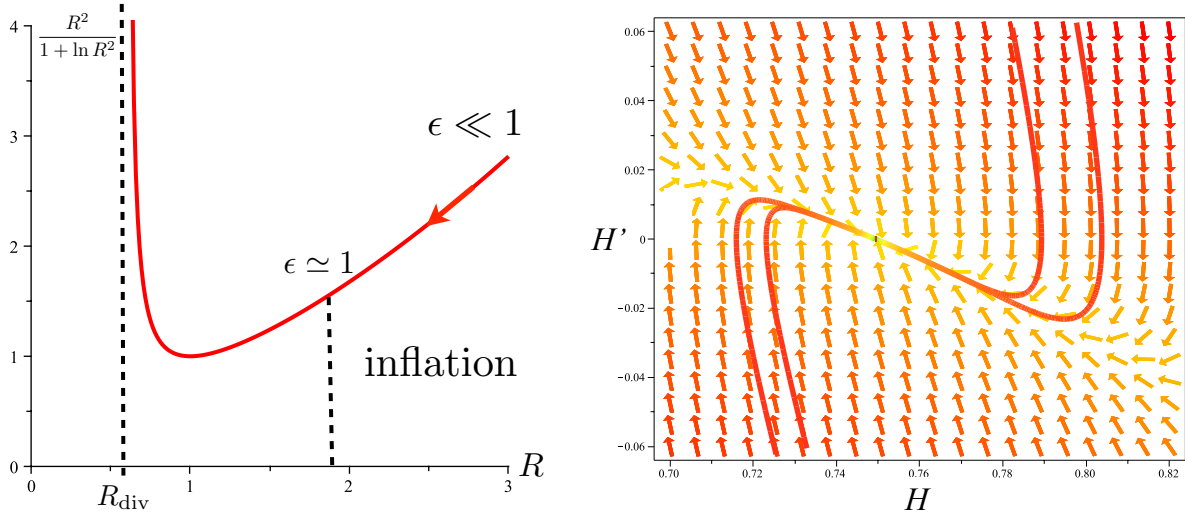 4
R² / 1 + ln R²
ϵ ≪ 1
3
2
ϵ ≃ 1
1
inflation
0
0
R_div
1
2
3
R
0.06
0.04
0.02
H'
0
-0.02
-0.04
-0.06
0.70
0.72
0.74
0.76
0.78
0.80
0.82
H